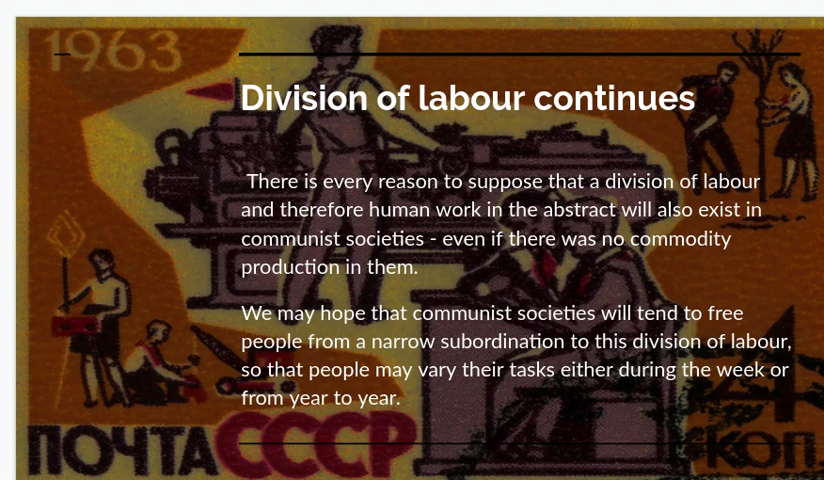 1963
Division of labour continues
There is every reason to suppose that a division of labour
and therefore human work in the abstract will also exist in
communist societies - even if there was no commodity
production in them.
We may hope that communist societies will tend to free
people from a narrow subordination to this division of labour,
so that people may vary their tasks either during the week or
from year to year.
4
ПОЧТА СССР
КОП.